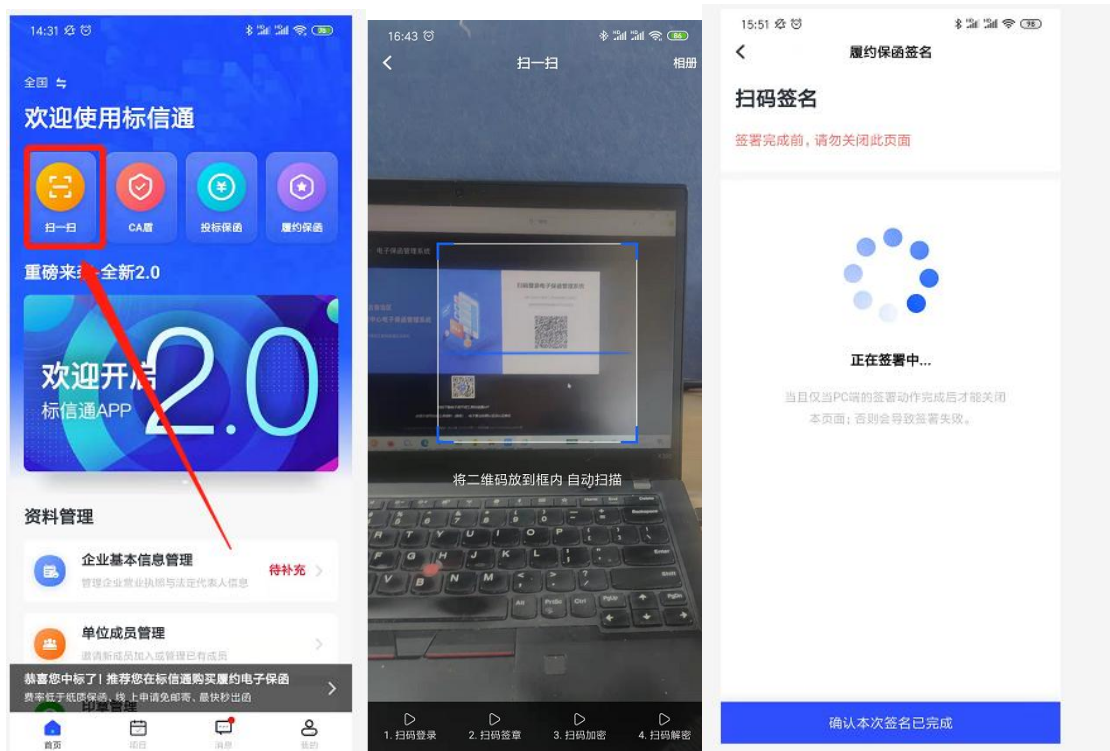 14:31
98
全国
欢迎使用标信通
扫一扫
CA盾
投标保函
履约保函
重磅来袭-全新2.0
欢迎开启
2.0
标信通APP
资料管理
企业基本信息管理
管理企业营业执照与法定代表人信息
待补充
单位成员管理
邀请新成员加入或管理已有成员
恭喜您中标了!推荐您在标信通购买履约电子保函
费率低于纸质保函、线上申请免邮寄、最快秒出函
印章管理
首页
项目
消息
我的
16:43
86
扫一扫
相册
电子保函管理系统
将二维码放到框内 自动扫描
1. 扫码登录
2. 扫码签章
3. 扫码加密
4. 扫码解密
15:51
98
履约保函签名
扫码签名
签署完成前,请勿关闭此页面
正在签署中...
当且仅当PC端的签署动作完成后才能关闭
本页面;否则会导致签署失败。
确认本次签名已完成